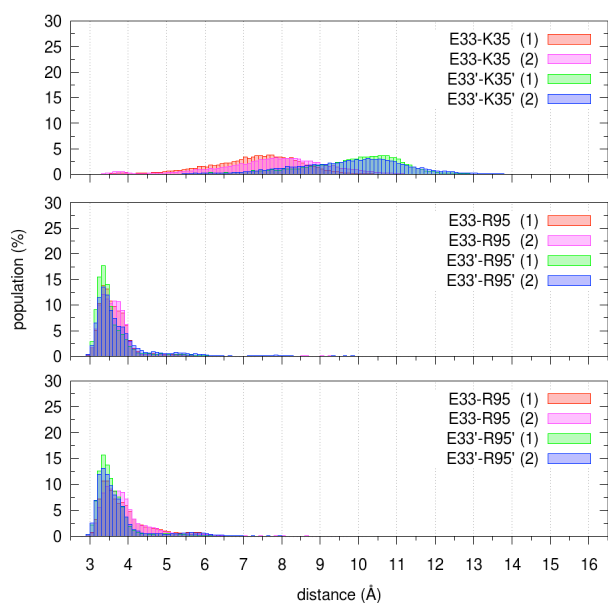 30
25
20
15
10
5
0
E33-K35 (1)
E33-K35 (2)
E33'-K35' (1)
E33'-K35' (2)
population (%)
30
25
20
15
10
5
0
E33-R95 (1)
E33-R95 (2)
E33'-R95' (1)
E33'-R95' (2)
30
25
20
15
10
5
0
E33-R95 (1)
E33-R95 (2)
E33'-R95' (1)
E33'-R95' (2)
3 4 5 6 7 8 9 10 11 12 13 14 15 16
distance (Å)